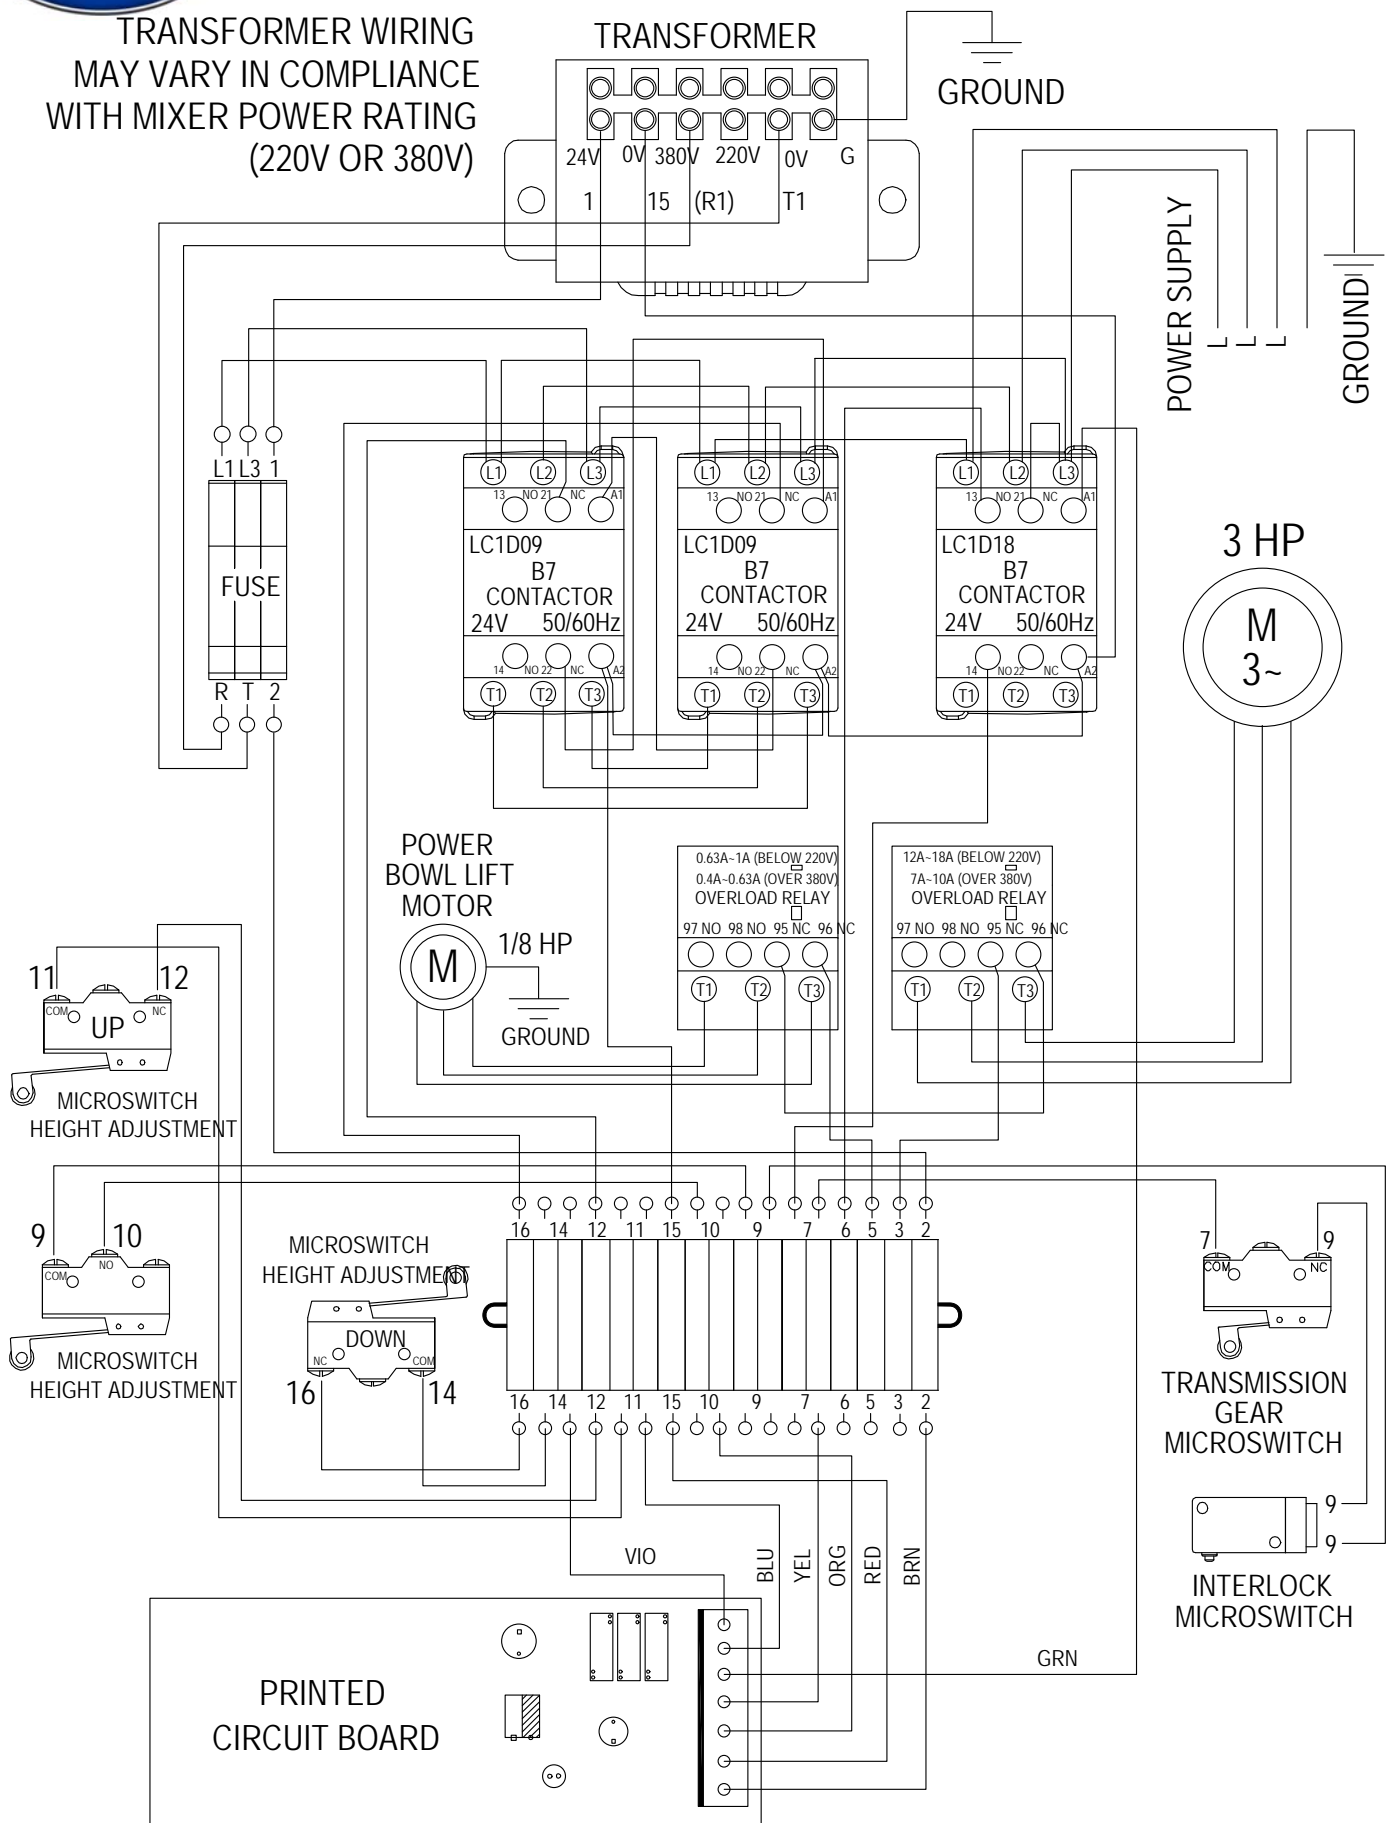 TRANSFORMER WIRING
MAY VARY IN COMPLIANCE
WITH MIXER POWER RATING
(220V OR 380V)
TRANSFORMER
24V 0V 380V 220V 0V G
1 15 (R1) T1
GROUND
POWER SUPPLY
L L L
GROUND
L1 L3 1
FUSE
R T 2
L1 L2 L3
13 NO 21 NC A1
LC1D09
B7
CONTACTOR
24V 50/60Hz
14 NO 22 NC A2
T1 T2 T3
L1 L2 L3
13 NO 21 NC A1
LC1D09
B7
CONTACTOR
24V 50/60Hz
14 NO 22 NC A2
T1 T2 T3
L1 L2 L3
13 NO 21 NC A1
LC1D18
B7
CONTACTOR
24V 50/60Hz
14 NO 22 NC A2
T1 T2 T3
3 HP
M
3~
POWER
BOWL LIFT
MOTOR
M
1/8 HP
GROUND
0.63A~1A (BELOW 220V)
0.4A~0.63A (OVER 380V)
OVERLOAD RELAY
97 NO 98 NO 95 NC 96 NC
T1 T2 T3
12A~18A (BELOW 220V)
7A~10A (OVER 380V)
OVERLOAD RELAY
97 NO 98 NO 95 NC 96 NC
T1 T2 T3
11 12
COM NC
UP
MICROSWITCH
HEIGHT ADJUSTMENT
9 10
COM NO
MICROSWITCH
HEIGHT ADJUSTMENT
MICROSWITCH
HEIGHT ADJUSTMENT
DOWN
NC COM
16 14
16 14 12 11 15 10 9 7 6 5 3 2
16 14 12 11 15 10 9 7 6 5 3 2
7 9
COM NC
TRANSMISSION
GEAR
MICROSWITCH
9
9
INTERLOCK
MICROSWITCH
VIO
BLU
YEL
ORG
RED
BRN
GRN
PRINTED
CIRCUIT BOARD